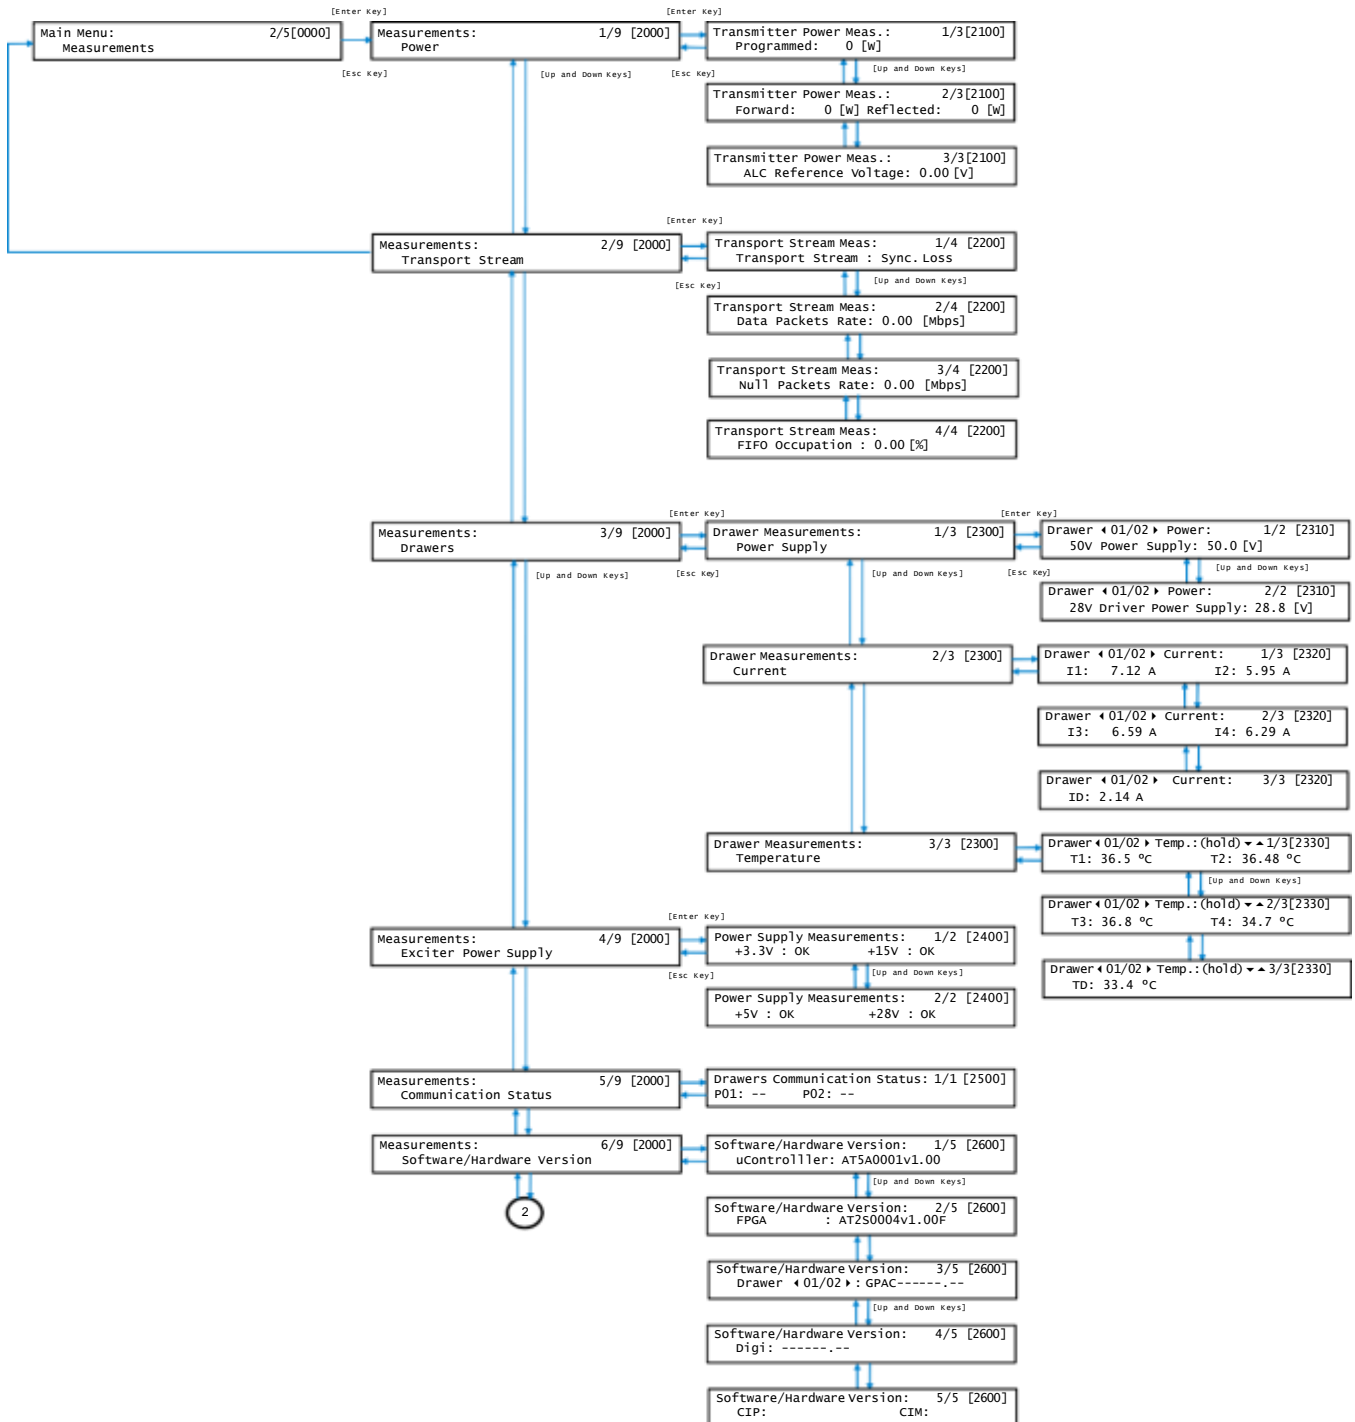 [Enter Key]
Main Menu: 2/5[0000]
Measurements
Measurements: 1/9 [2000]
Power
[Enter Key]
Transmitter Power Meas.: 1/3[2100]
Programmed: 0 [W]
[Esc Key]
[Up and Down Keys]
[Esc Key]
[Up and Down Keys]
Transmitter Power Meas.: 2/3[2100]
Forward: 0 [W] Reflected: 0 [W]
Transmitter Power Meas.: 3/3[2100]
ALC Reference Voltage: 0.00 [V]
[Enter Key]
Measurements: 2/9 [2000]
Transport Stream
Transport Stream Meas: 1/4 [2200]
Transport Stream : Sync. Loss
[Esc Key]
[Up and Down Keys]
Transport Stream Meas: 2/4 [2200]
Data Packets Rate: 0.00 [Mbps]
Transport Stream Meas: 3/4 [2200]
Null Packets Rate: 0.00 [Mbps]
Transport Stream Meas: 4/4 [2200]
FIFO Occupation : 0.00 [%]
[Enter Key]
[Enter Key]
Measurements: 3/9 [2000]
Drawers
Drawer Measurements: 1/3 [2300]
Power Supply
Drawer ◂ 01/02 ▸ Power: 1/2 [2310]
50V Power Supply: 50.0 [V]
[Up and Down Keys]
[Esc Key]
[Up and Down Keys]
[Esc Key]
[Up and Down Keys]
Drawer ◂ 01/02 ▸ Power: 2/2 [2310]
28V Driver Power Supply: 28.8 [V]
Drawer Measurements: 2/3 [2300]
Current
Drawer ◂ 01/02 ▸ Current: 1/3 [2320]
I1: 7.12 A I2: 5.95 A
Drawer ◂ 01/02 ▸ Current: 2/3 [2320]
I3: 6.59 A I4: 6.29 A
Drawer ◂ 01/02 ▸ Current: 3/3 [2320]
ID: 2.14 A
Drawer Measurements: 3/3 [2300]
Temperature
Drawer ◂ 01/02 ▸ Temp.:(hold) ▾ ▴ 1/3[2330]
T1: 36.5 ºC T2: 36.48 ºC
[Up and Down Keys]
Drawer ◂ 01/02 ▸ Temp.:(hold) ▾ ▴ 2/3[2330]
T3: 36.8 ºC T4: 34.7 ºC
Drawer ◂ 01/02 ▸ Temp.:(hold) ▾ ▴ 3/3[2330]
TD: 33.4 ºC
[Enter Key]
Measurements: 4/9 [2000]
Exciter Power Supply
Power Supply Measurements: 1/2 [2400]
+3.3V : OK +15V : OK
[Esc Key]
[Up and Down Keys]
Power Supply Measurements: 2/2 [2400]
+5V : OK +28V : OK
Measurements: 5/9 [2000]
Communication Status
Drawers Communication Status: 1/1 [2500]
P01: -- P02: --
Measurements: 6/9 [2000]
Software/Hardware Version
Software/Hardware Version: 1/5 [2600]
uControlller: AT5A0001v1.00
[Up and Down Keys]
2
Software/Hardware Version: 2/5 [2600]
FPGA : AT2S0004v1.00F
Software/Hardware Version: 3/5 [2600]
Drawer ◂ 01/02 ▸ : GPAC------.--
[Up and Down Keys]
Software/Hardware Version: 4/5 [2600]
Digi: ------.--
Software/Hardware Version: 5/5 [2600]
CIP: CIM: